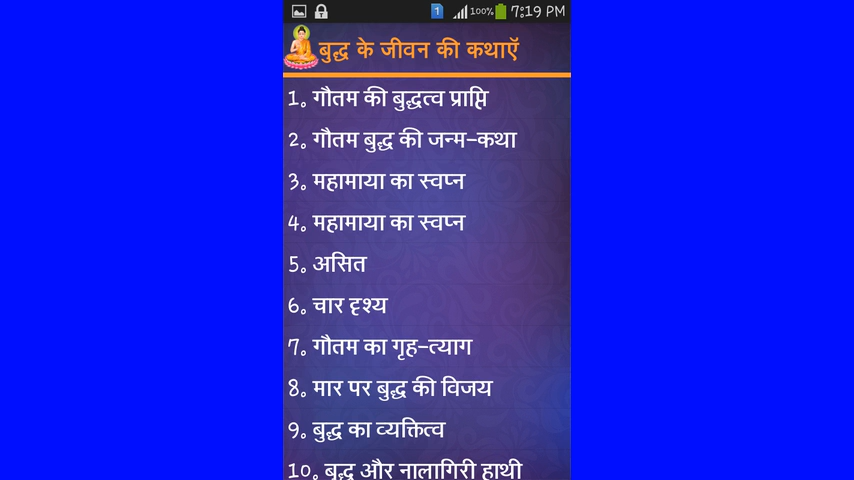 1 100% 7:19 PM
बुद्ध के जीवन की कथाएॅ
1. गौतम की बुद्धत्व प्राप्ति
2. गौतम बुद्ध की जन्म-कथा
3. महामाया का स्वप्न
4. महामाया का स्वप्न
5. असित
6. चार दृश्य
7. गौतम का गृह-त्याग
8. मार पर बुद्ध की विजय
9. बुद्ध का व्यक्तित्व
10. बुद्ध और नालागिरी हाथी